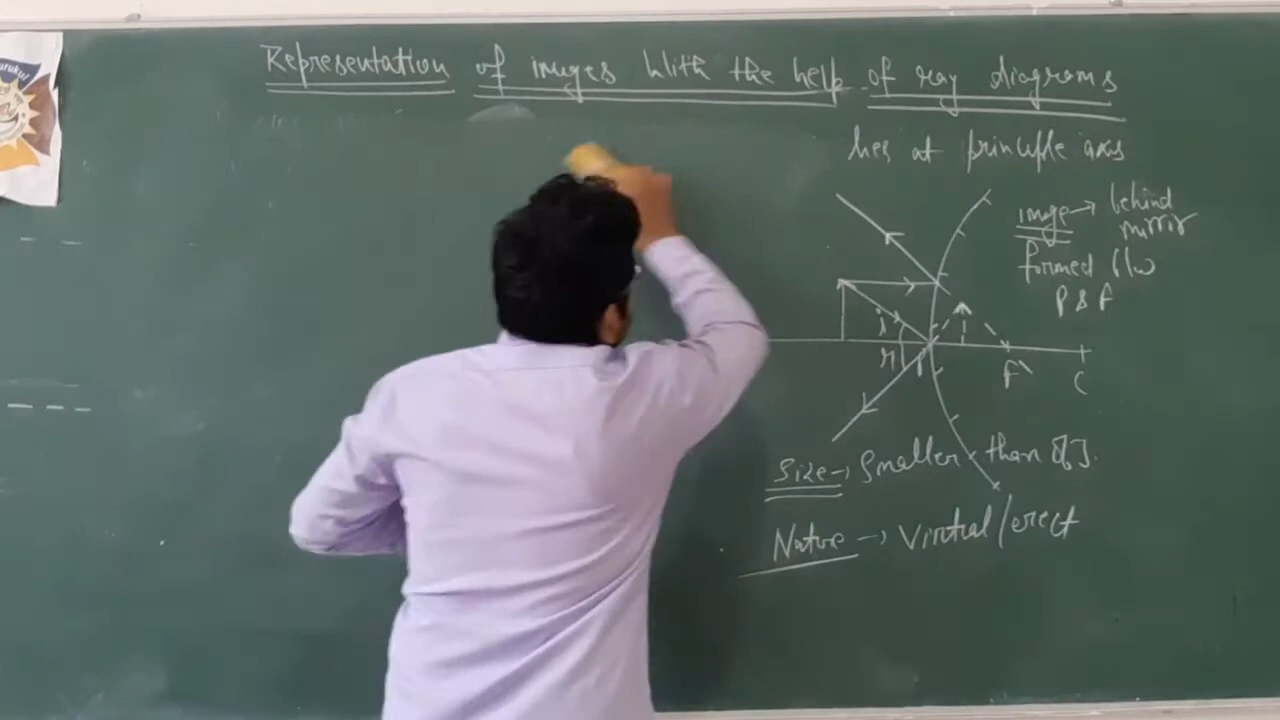 Representation of images With the help of ray diagrams
lies at principle axis
image → behind
mirror
formed b/w
P & F
i
r
P
F
C
Size → Smaller than obj.
Nature → Virtual/erect
urukul